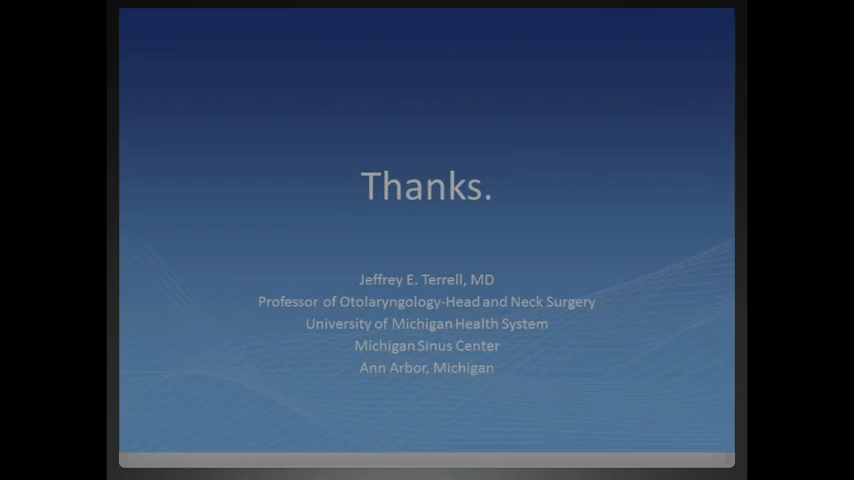 Thanks.
Jeffrey E. Terrell, MD
Professor of Otolaryngology-Head and Neck Surgery
University of Michigan Health System
Michigan Sinus Center
Ann Arbor, Michigan